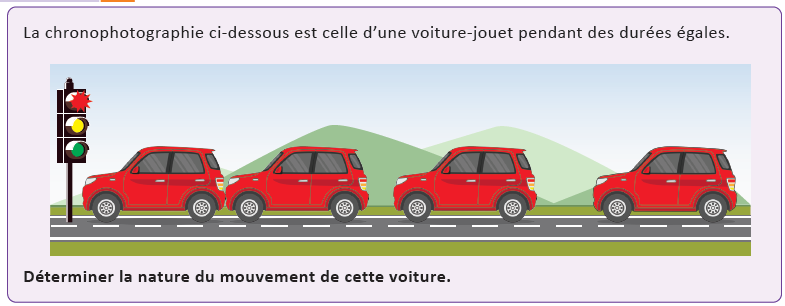 La chronophotographie ci-dessous est celle d’une voiture-jouet pendant des durées égales.
Déterminer la nature du mouvement de cette voiture.